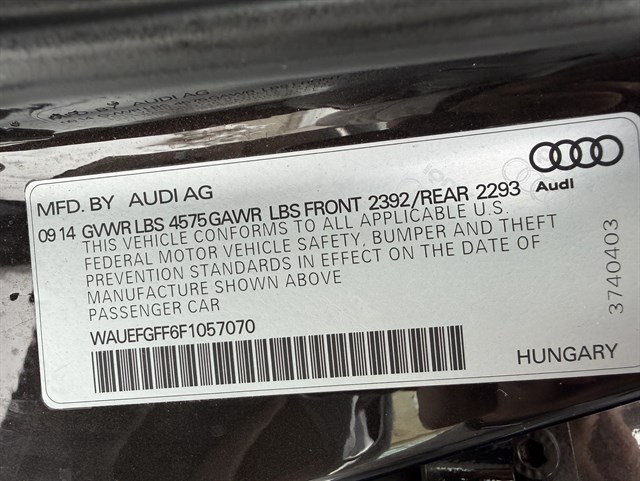 MFD. BY AUDI AG
Audi
09 14 GVWR LBS 4575 GAWR LBS FRONT 2392/REAR 2293
THIS VEHICLE CONFORMS TO ALL APPLICABLE U.S.
FEDERAL MOTOR VEHICLE SAFETY, BUMPER AND THEFT
PREVENTION STANDARDS IN EFFECT ON THE DATE OF
MANUFACTURE SHOWN ABOVE
PASSENGER CAR
WAUEFGFF6F1057070
HUNGARY
3740403